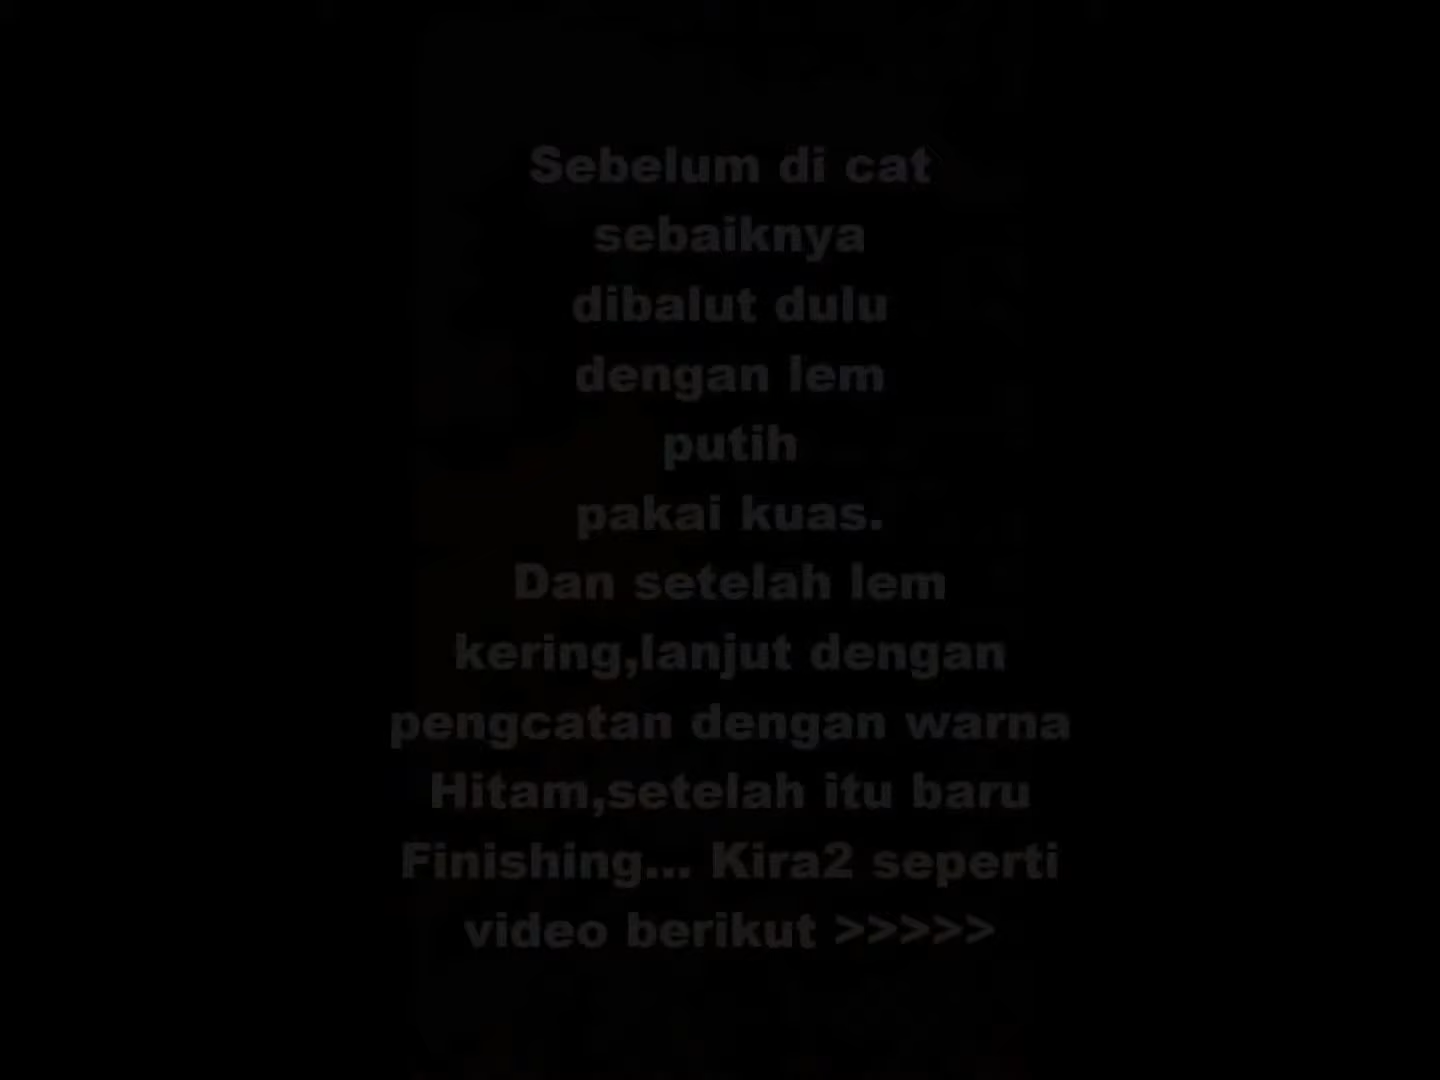 Sebelum di cat
sebaiknya
dibalut dulu
dengan lem
putih
pakai kuas.
Dan setelah lem
kering,lanjut dengan
pengcatan dengan warna
Hitam,setelah itu baru
Finishing... Kira2 seperti
video berikut >>>>>